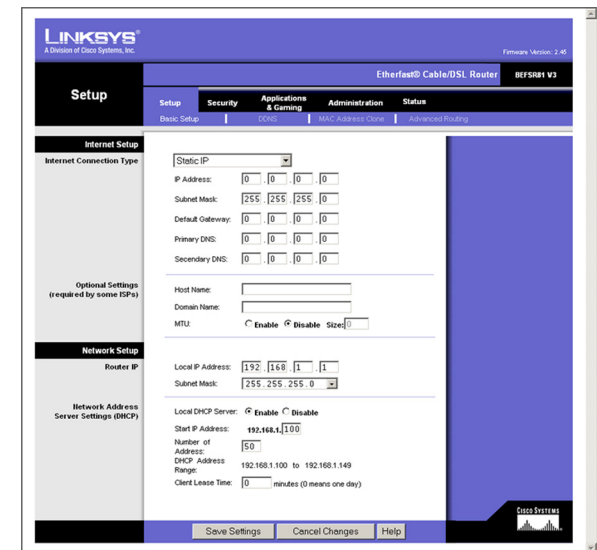 LINKSYS®
A Division of Cisco Systems, Inc.
Firmware Version: 2.45
Etherfast® Cable/DSL Router BEFSR81 V3
Setup
Setup Security Applications & Gaming Administration Status
Basic Setup DDNS MAC Address Clone Advanced Routing
Internet Setup
Internet Connection Type
Static IP
IP Address: 0 . 0 . 0 . 0
Subnet Mask: 255 . 255 . 255 . 0
Default Gateway: 0 . 0 . 0 . 0
Primary DNS: 0 . 0 . 0 . 0
Secondary DNS: 0 . 0 . 0 . 0
Optional Settings
(required by some ISPs)
Host Name:
Domain Name:
MTU: Enable Disable Size: 0
Network Setup
Router IP
Local IP Address: 192 . 168 . 1 . 1
Subnet Mask: 255.255.255.0
Network Address
Server Settings (DHCP)
Local DHCP Server: Enable Disable
Start IP Address: 192.168.1. 100
Number of
Address: 50
DHCP Address
Range: 192.168.1.100 to 192.168.1.149
Client Lease Time: 0 minutes (0 means one day)
CISCO SYSTEMS
Save Settings Cancel Changes Help